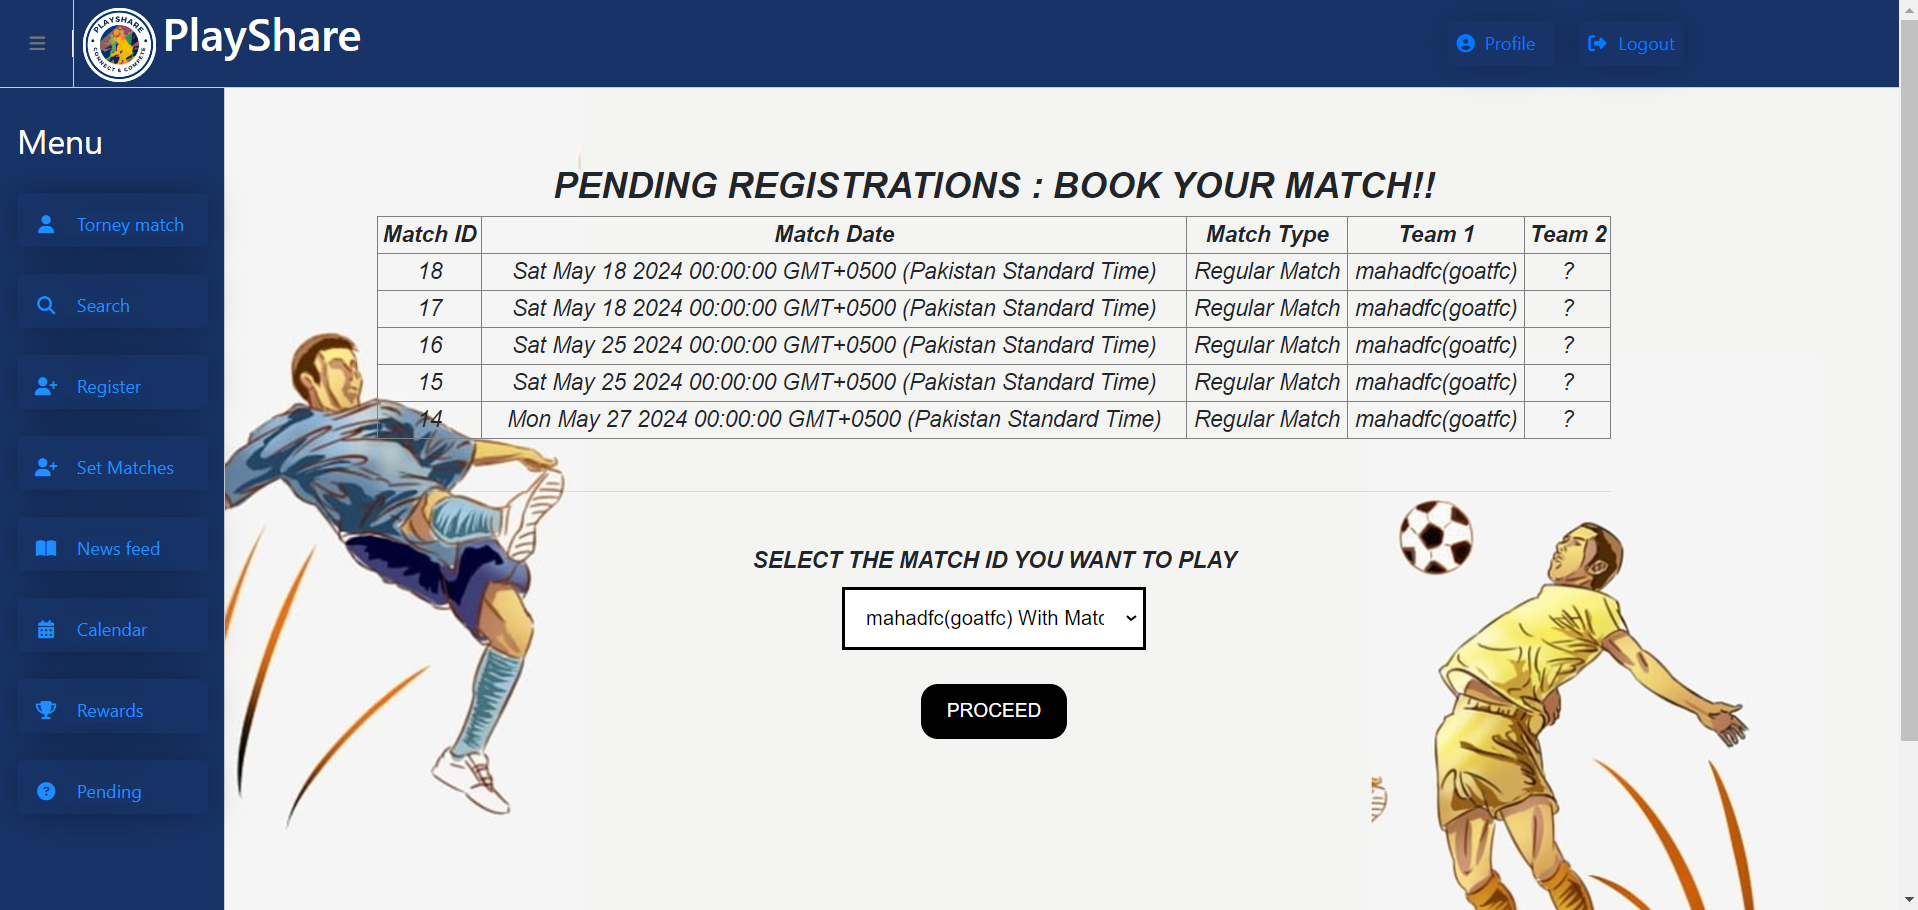 PLAYSHARE
CONNECT & COMPETE
PlayShare
Profile
Logout
Menu
Torney match
Search
Register
Set Matches
News feed
Calendar
Rewards
Pending
PENDING REGISTRATIONS : BOOK YOUR MATCH!!
Match ID Match Date Match Type Team 1 Team 2
18 Sat May 18 2024 00:00:00 GMT+0500 (Pakistan Standard Time) Regular Match mahadfc(goatfc) ?
17 Sat May 18 2024 00:00:00 GMT+0500 (Pakistan Standard Time) Regular Match mahadfc(goatfc) ?
16 Sat May 25 2024 00:00:00 GMT+0500 (Pakistan Standard Time) Regular Match mahadfc(goatfc) ?
15 Sat May 25 2024 00:00:00 GMT+0500 (Pakistan Standard Time) Regular Match mahadfc(goatfc) ?
14 Mon May 27 2024 00:00:00 GMT+0500 (Pakistan Standard Time) Regular Match mahadfc(goatfc) ?
SELECT THE MATCH ID YOU WANT TO PLAY
mahadfc(goatfc) With Matc
PROCEED